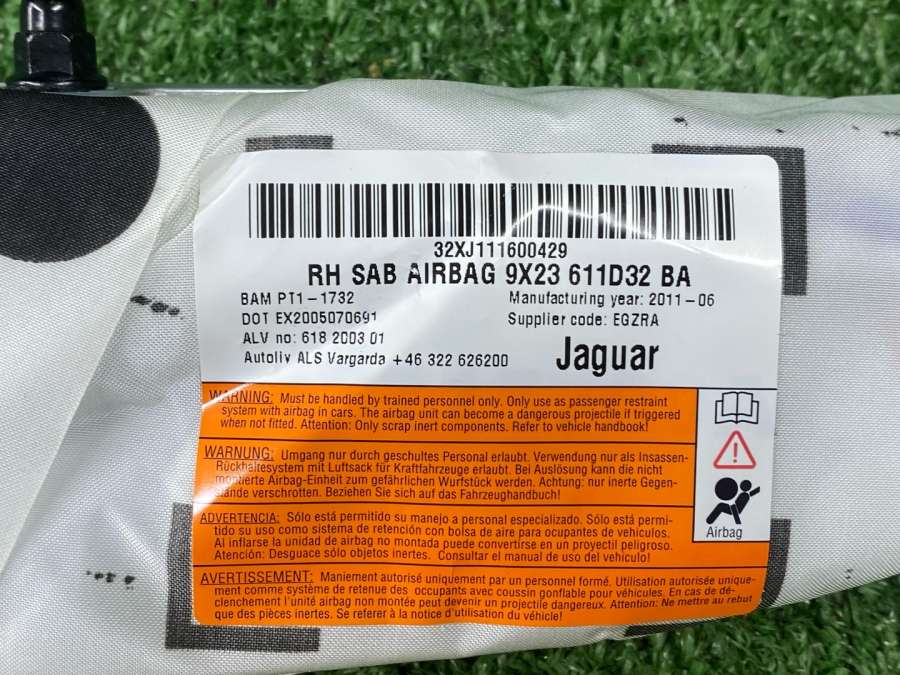 32XJ111600429
RH SAB AIRBAG 9X23 611D32 BA
BAM PT1-1732
Manufacturing year: 2011-06
DOT EX2005070691
Supplier code: EGZRA
ALV no: 618 2003 01
Autoliv ALS Vargarda +46 322 626200
Jaguar
WARNING: Must be handled by trained personnel only. Only use as passenger restraint
system with airbag in cars. The airbag unit can become a dangerous projectile if triggered
when not fitted. Attention: Only scrap inert components. Refer to vehicle handbook!
WARNUNG: Umgang nur durch geschultes Personal erlaubt. Verwendung nur als Insassen-
Rückhaltesystem mit Luftsack für Kraftfahrzeuge erlaubt. Bei Auslösung kann die nicht
montierte Airbag-Einheit zum gefährlichen Wurfstück werden. Achtung: nur inerte Gegen-
stande verschrotten. Beziehen Sie sich auf das Fahrzeughandbuch!
ADVERTENCIA: Sólo está permitido su manejo a personal especializado. Sólo está permi-
tido su uso como sistema de retención con bolsa de aire para ocupantes de vehículos.
Al inflarse la unidad de airbag no montada puede convertirse en un proyectil peligroso.
Atención: Desguace sólo objetos inertes. Consultar el manual de uso del vehículo!
AVERTISSEMENT: Maniement autorisé uniquement par un personnel formé. Utilisation autorisée unique-
ment comme système de retenue des occupants avec coussin gonflable pour véhicules. En cas de dé-
clenchement l'unité airbag non montée peut devenir un projectile dangereux. Attention: Ne mettre au rebut
que des pièces inertes. Se referer à la notice d'utilisation du véhicule!
Airbag